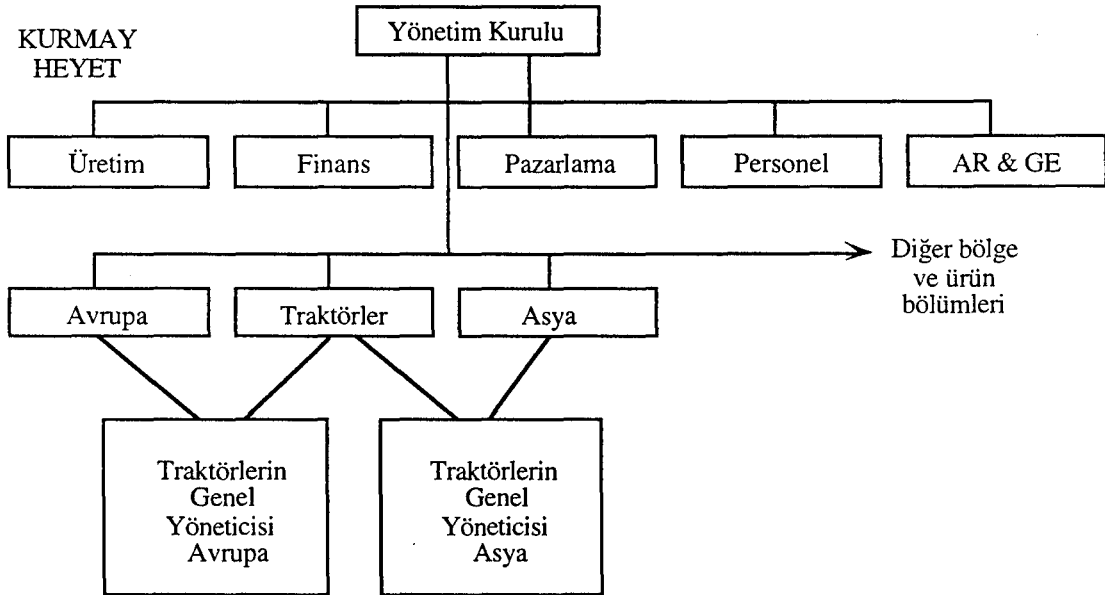 Yönetim Kurulu
KURMAY
HEYET
Üretim
Finans
Pazarlama
Personel
AR & GE
Diğer bölge
ve ürün
bölümleri
Avrupa
Traktörler
Asya
Traktörlerin
Genel
Yöneticisi
Avrupa
Traktörlerin
Genel
Yöneticisi
Asya